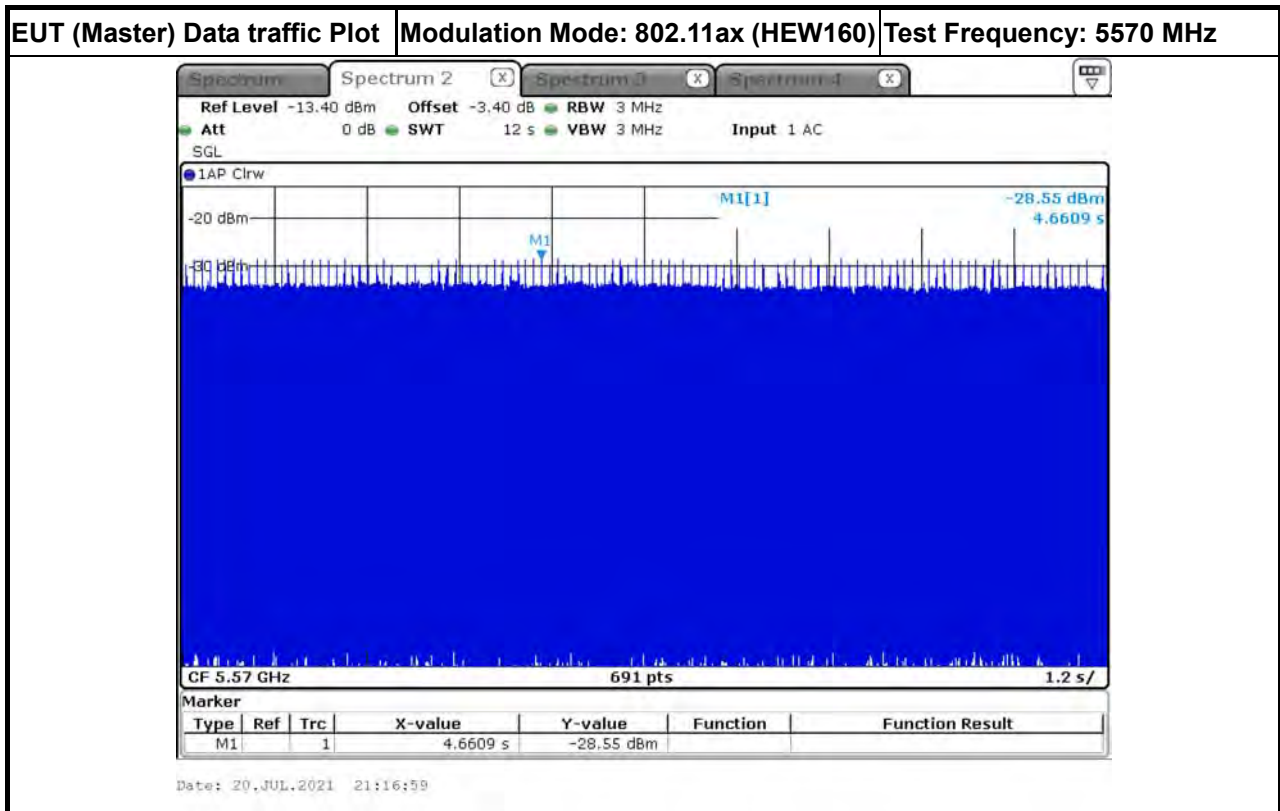 EUT (Master) Data traffic Plot Modulation Mode: 802.11ax (HEW160) Test Frequency: 5570 MHz
Spectrum Spectrum 2 X Spectrum 3 X Spectrum 4 X
Ref Level -13.40 dBm Offset -3.40 dB RBW 3 MHz
Att 0 dB SWT 12 s VBW 3 MHz Input 1 AC
SGL
1AP Clrw
M1[1] -28.55 dBm
-20 dBm 4.6609 s
M1
-30 dBm
CF 5.57 GHz 691 pts 1.2 s/
Marker
Type Ref Trc X-value Y-value Function Function Result
M1 1 4.6609 s -28.55 dBm
Date: 20.JUL.2021 21:16:59